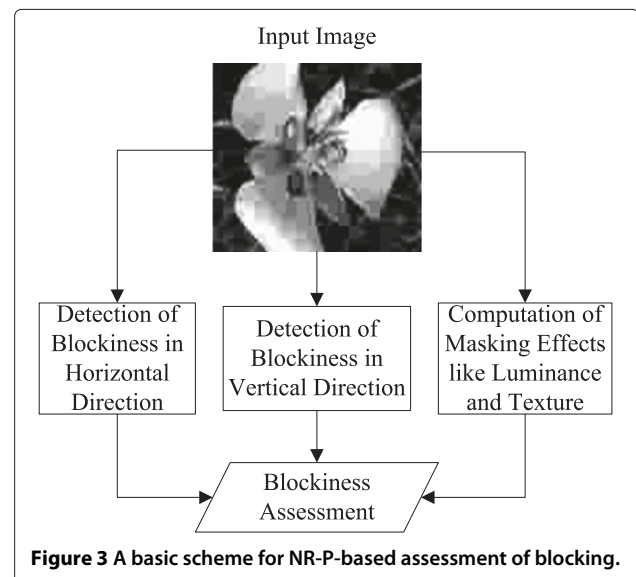 Input Image
Detection of
Blockiness in
Horizontal
Direction
Detection of
Blockiness in
Vertical Direction
Computation of
Masking Effects
like Luminance
and Texture
Blockiness
Assessment
Figure 3 A basic scheme for NR-P-based assessment of blocking.